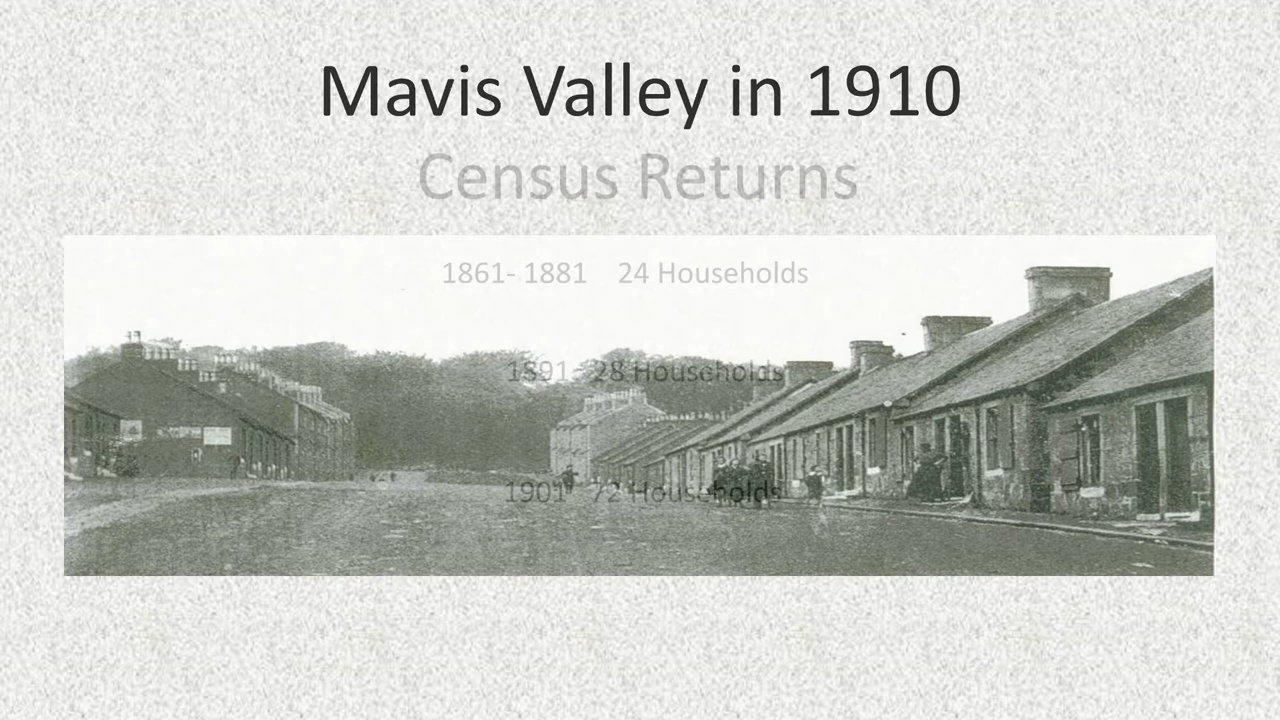 Mavis Valley in 1910
Census Returns
1861- 1881 24 Households
1891- 28 Households
1901- 72 Households